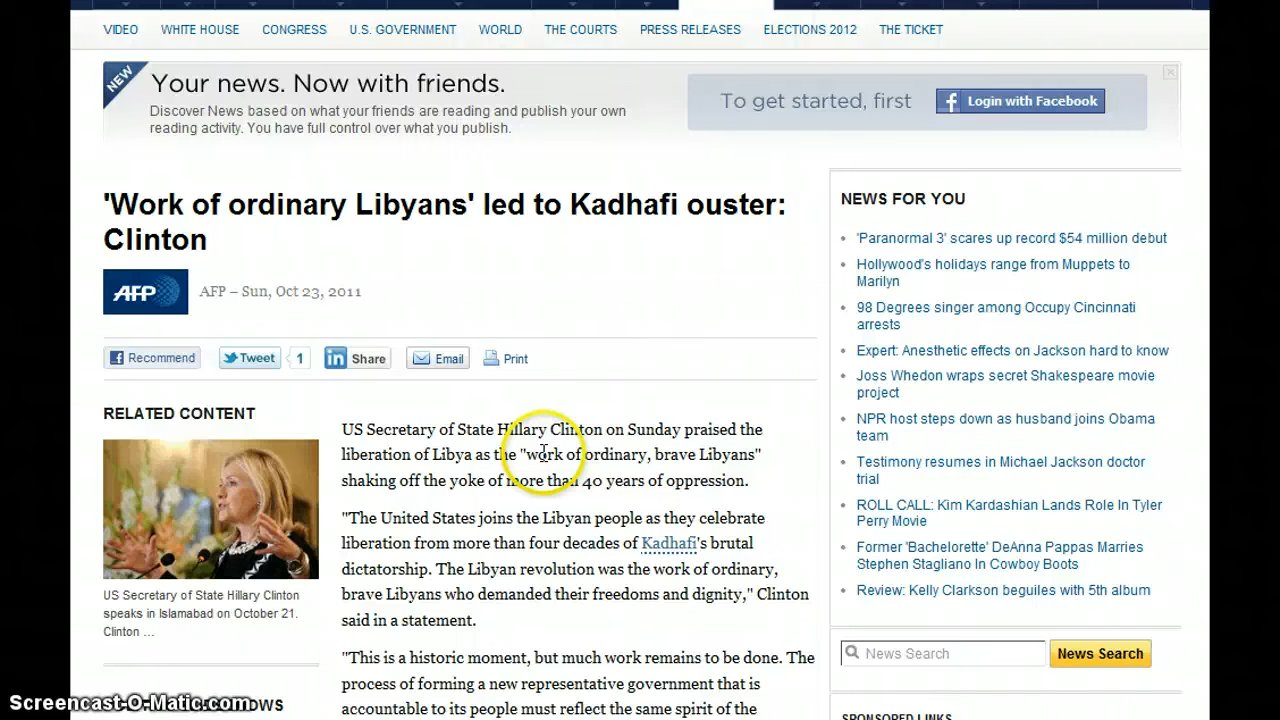 VIDEO WHITE HOUSE CONGRESS U.S. GOVERNMENT WORLD THE COURTS PRESS RELEASES ELECTIONS 2012 THE TICKET
NEW
Your news. Now with friends.
Discover News based on what your friends are reading and publish your own
reading activity. You have full control over what you publish.
To get started, first
f Login with Facebook
'Work of ordinary Libyans' led to Kadhafi ouster:
Clinton
AFP
AFP – Sun, Oct 23, 2011
Recommend Tweet 1 in Share Email Print
RELATED CONTENT
US Secretary of State Hillary Clinton
speaks in Islamabad on October 21.
Clinton ...
US Secretary of State Hillary Clinton on Sunday praised the
liberation of Libya as the "work of ordinary, brave Libyans"
shaking off the yoke of more than 40 years of oppression.
"The United States joins the Libyan people as they celebrate
liberation from more than four decades of Kadhafi's brutal
dictatorship. The Libyan revolution was the work of ordinary,
brave Libyans who demanded their freedoms and dignity," Clinton
said in a statement.
"This is a historic moment, but much work remains to be done. The
process of forming a new representative government that is
accountable to its people must reflect the same spirit of the
NEWS FOR YOU
'Paranormal 3' scares up record $54 million debut
Hollywood's holidays range from Muppets to
Marilyn
98 Degrees singer among Occupy Cincinnati
arrests
Expert: Anesthetic effects on Jackson hard to know
Joss Whedon wraps secret Shakespeare movie
project
NPR host steps down as husband joins Obama
team
Testimony resumes in Michael Jackson doctor
trial
ROLL CALL: Kim Kardashian Lands Role In Tyler
Perry Movie
Former 'Bachelorette' DeAnna Pappas Marries
Stephen Stagliano In Cowboy Boots
Review: Kelly Clarkson beguiles with 5th album
News Search News Search
SPONSORED LINKS
Screencast-O-Matic.com